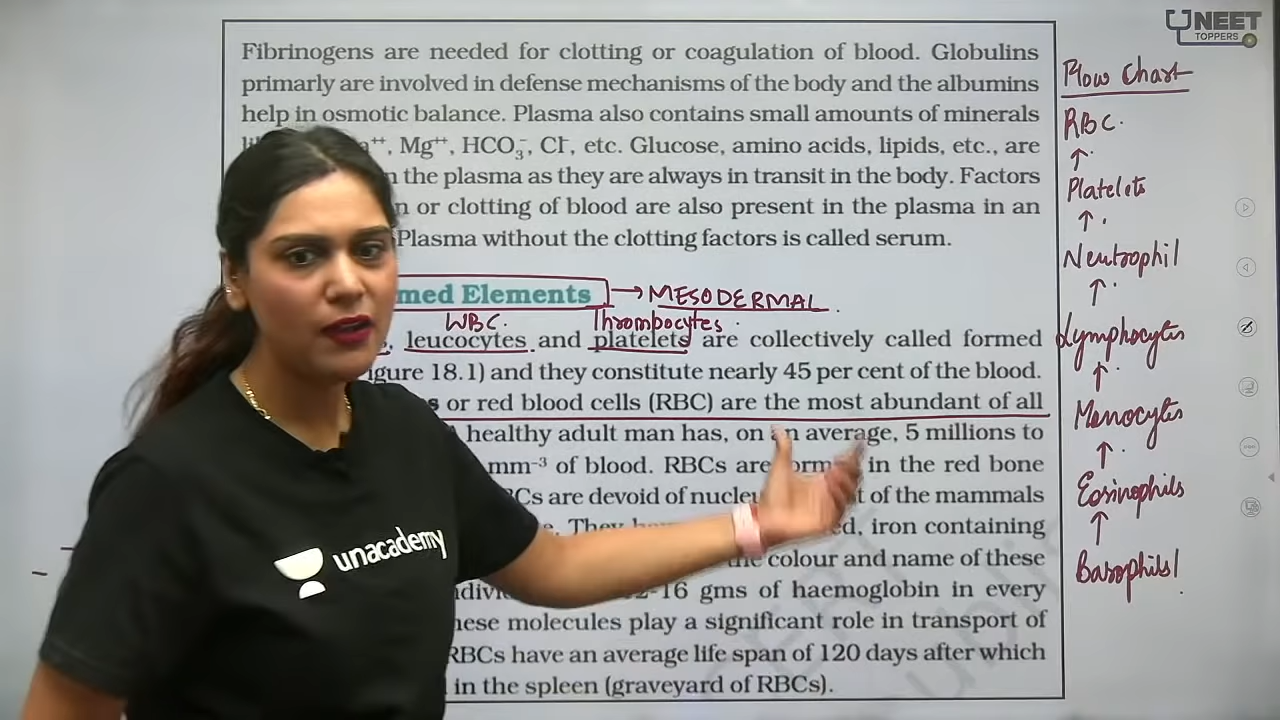 NEET
TOPPERS
Fibrinogens are needed for clotting or coagulation of blood. Globulins
primarly are involved in defense mechanisms of the body and the albumins
help in osmotic balance. Plasma also contains small amounts of minerals
Mg⁺⁺, HCO₃⁻, Cl⁻, etc. Glucose, amino acids, lipids, etc., are
the plasma as they are always in transit in the body. Factors
or clotting of blood are also present in the plasma in an
Plasma without the clotting factors is called serum.
med Elements → MESODERMAL
WBC. Thrombocytes.
leucocytes and platelets are collectively called formed
igure 18.1) and they constitute nearly 45 per cent of the blood.
or red blood cells (RBC) are the most abundant of all
healthy adult man has, on an average, 5 millions to
mm⁻³ of blood. RBCs are in the red bone
Cs are devoid of of the mammals
They iron containing
the colour and name of these
16 gms of haemoglobin in every
hese molecules play a significant role in transport of
RBCs have an average life span of 120 days after which
in the spleen (graveyard of RBCs).
Flow Chart
RBC.
↑.
Platelets
↑.
Neutrophil
↑.
Lymphocytes
↑
Monocytes
↑.
Eosinophils
↑
Basophils
unacademy